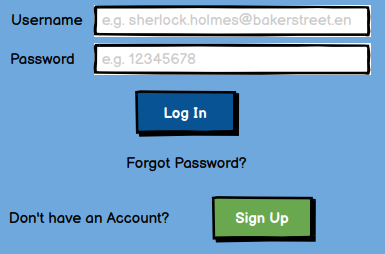 Username e.g. sherlock.holmes@bakerstreet.en
Password e.g. 12345678
Log In
Forgot Password?
Don't have an Account? Sign Up